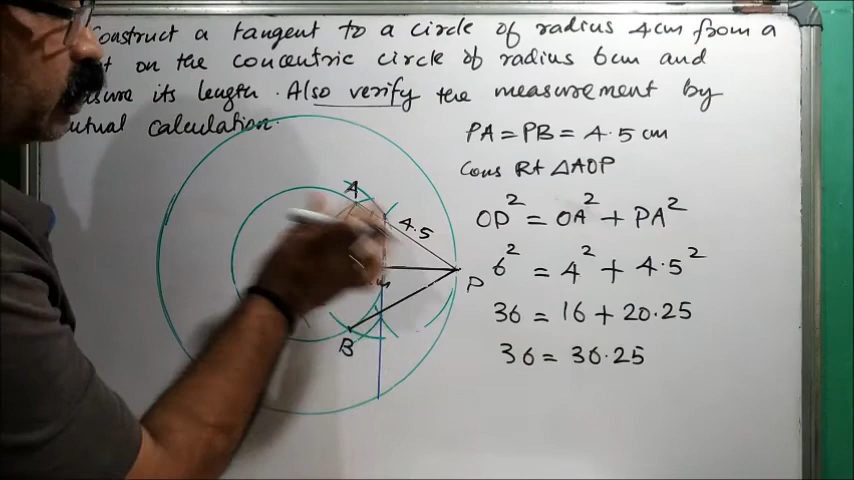 Construct a tangent to a circle of radius 4cm from a
on the concentric circle of radius 6cm and
its length. Also verify the measurement by
calculation.
PA = PB = 4.5 cm
Cons Rt △AOP
OP² = OA² + PA²
6² = 4² + 4.5²
36 = 16 + 20.25
36 = 36.25
A
4.5
P
M
B